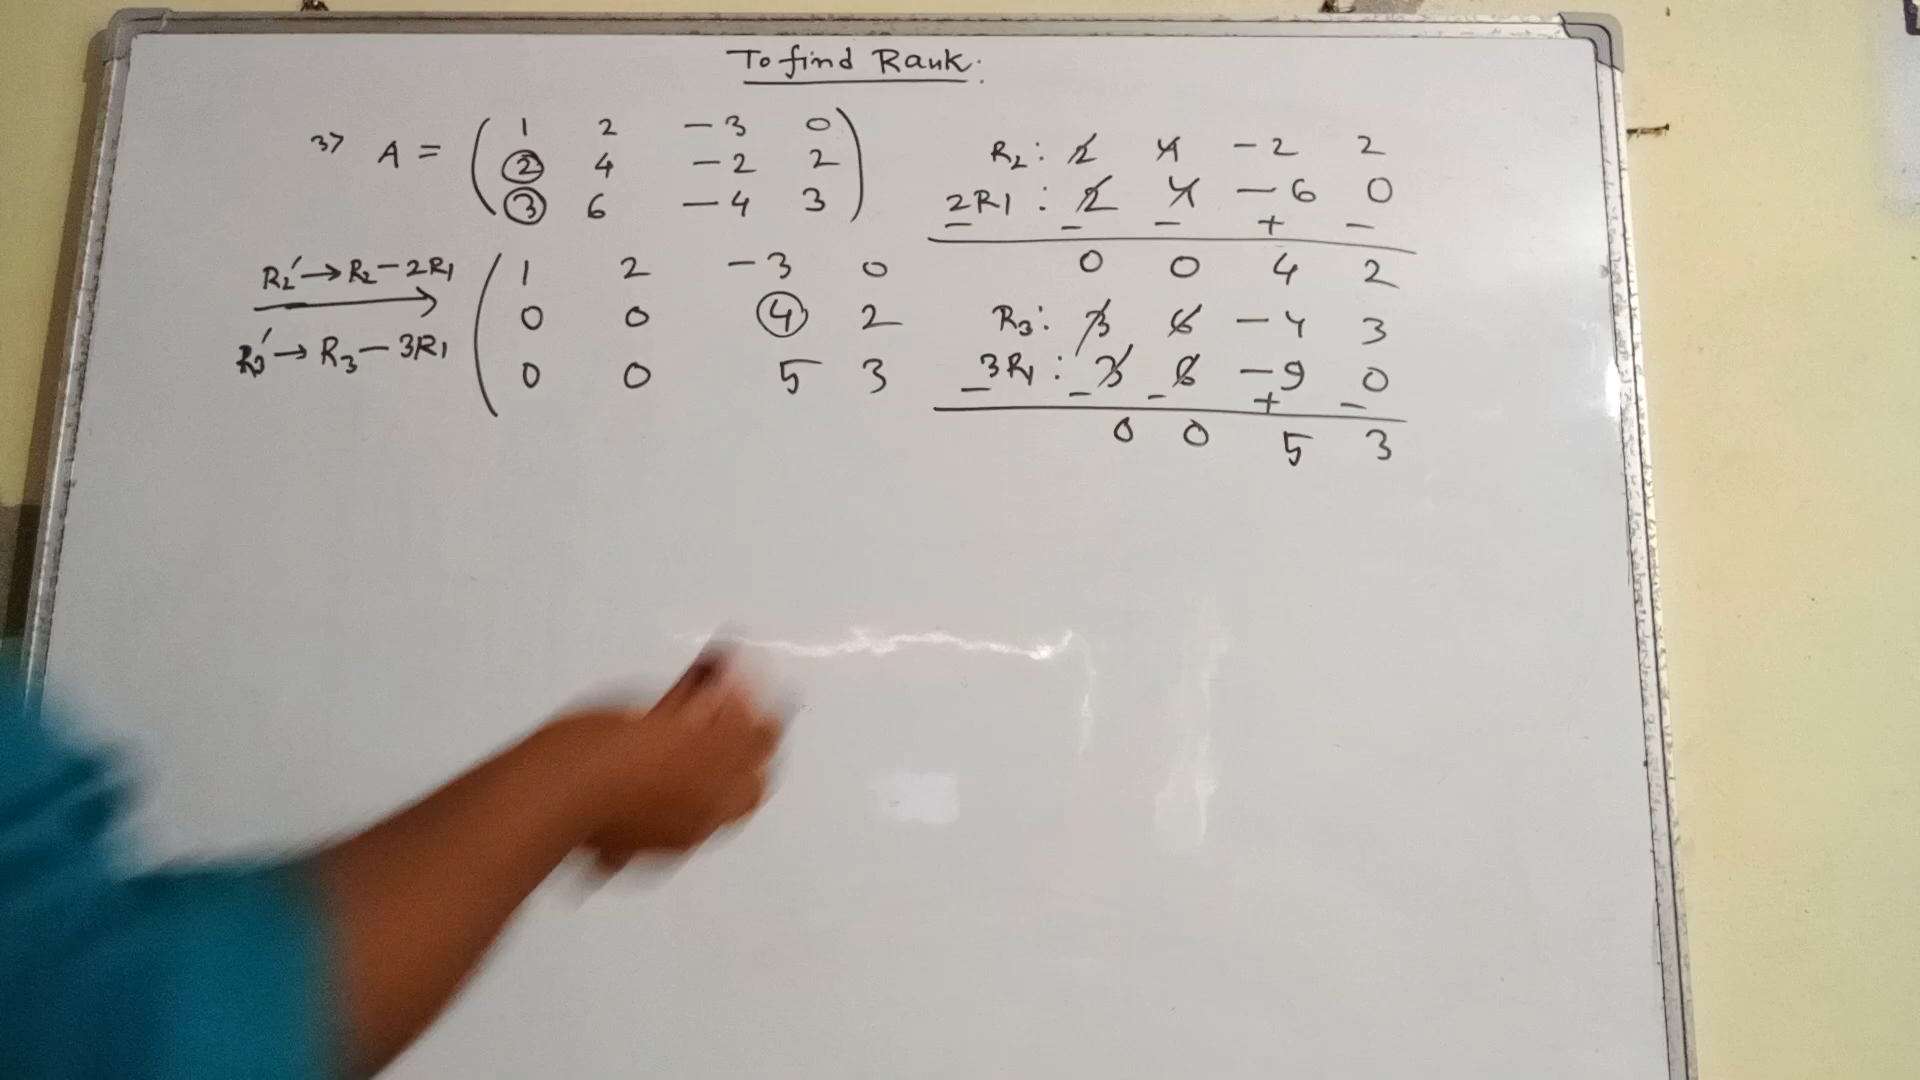 To find Rank.
3> A = ( 1 2 -3 0
2 4 -2 2
3 6 -4 3 )
R2' → R2 - 2R1
R3' → R3 - 3R1
( 1 2 -3 0
0 0 4 2
0 0 5 3
R2: 2 4 -2 2
2R1: 2 4 -6 0
- - - + -
0 0 4 2
R3: 3 6 -4 3
3R1: 3 6 -9 0
- - - + -
0 0 5 3